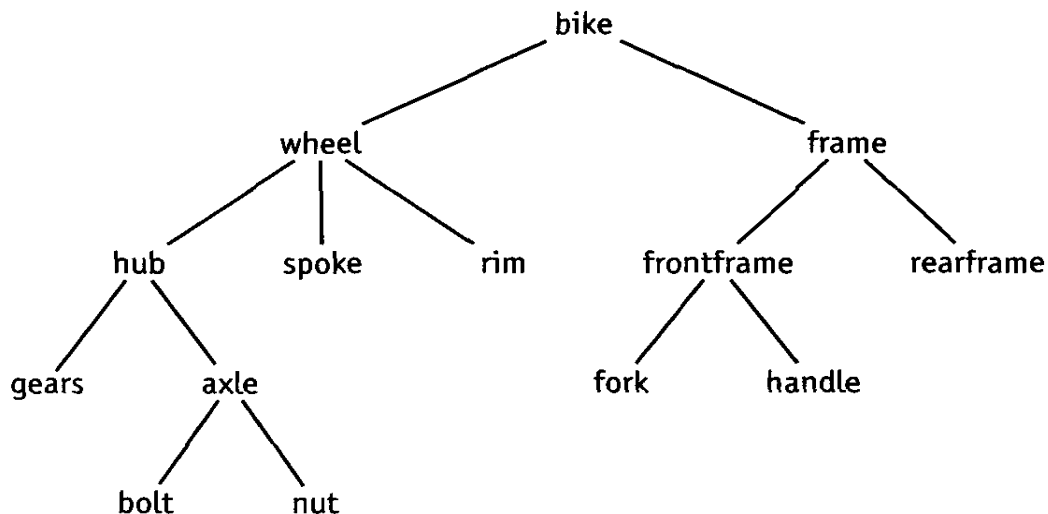 bike
wheel frame
hub spoke rim frontframe rearframe
gears axle fork handle
bolt nut